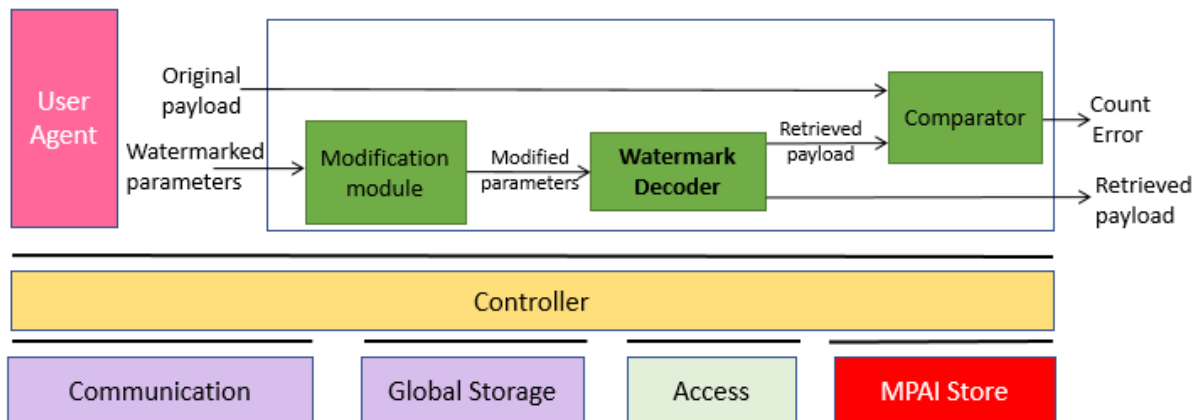 User
Agent
Original
payload
Watermarked
parameters
Modification
module
Modified
parameters
Watermark
Decoder
Retrieved
payload
Comparator
Count
Error
Retrieved
payload
Controller
Communication
Global Storage
Access
MPAI Store